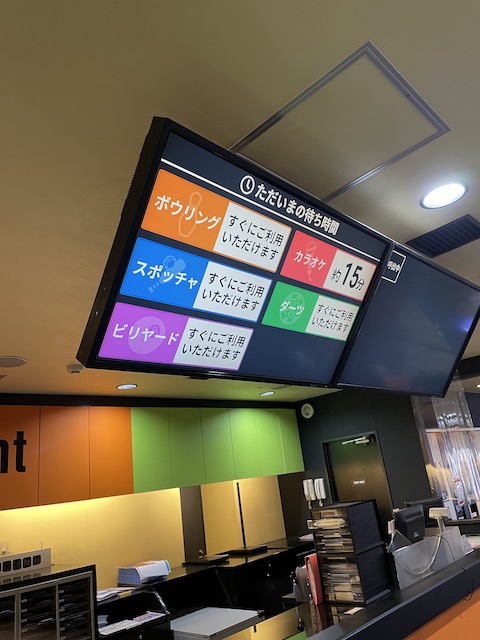 ただいまの待ち時間
ボウリング
すぐにご利用
いただけます
カラオケ
約15分
スポッチャ
すぐにご利用
いただけます
ダーツ
すぐにご利用
いただけます
ビリヤード
すぐにご利用
いただけます
呼出中
nt